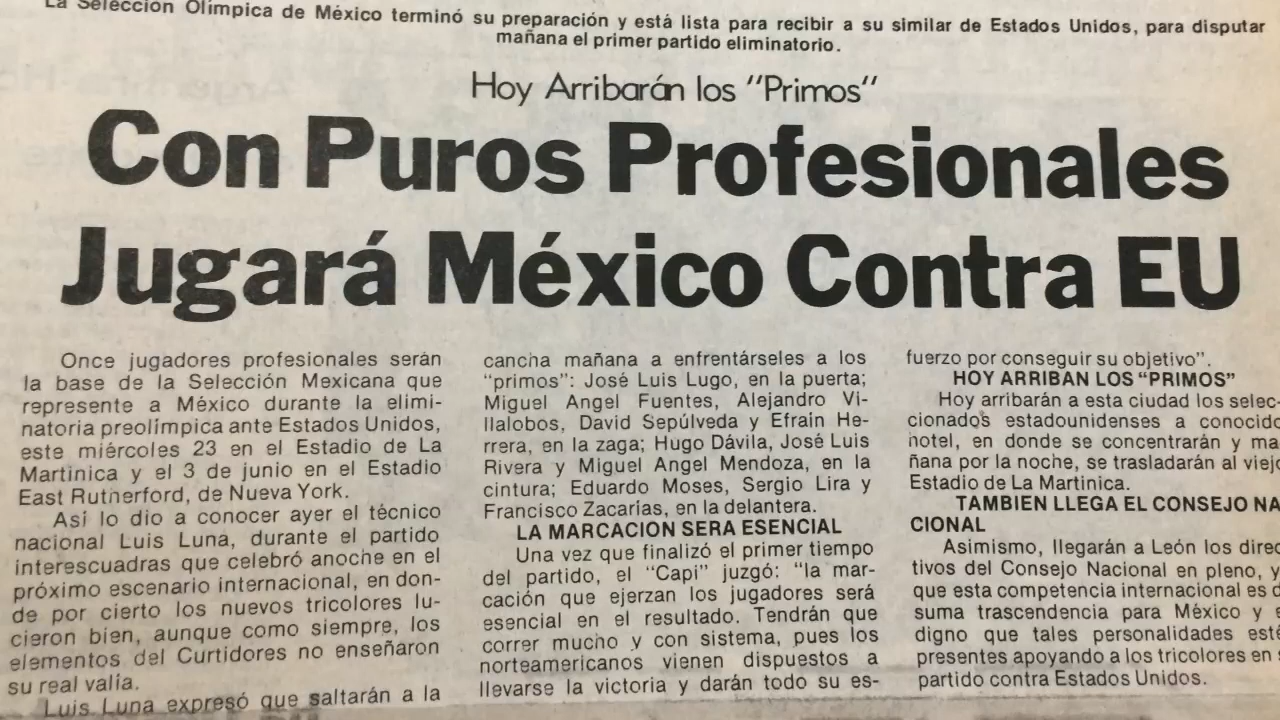 La Selección Olímpica de México terminó su preparación y está lista para recibir a su similar de Estados Unidos, para disputar
mañana el primer partido eliminatorio.
Hoy Arribarán los "Primos"
Con Puros Profesionales
Jugará México Contra EU
Once jugadores profesionales serán
la base de la Selección Mexicana que
represente a México durante la elimi-
natoria preolímpica ante Estados Unidos,
este miércoles 23 en el Estadio de La
Martinica y el 3 de junio en el Estadio
East Rutherford, de Nueva York.
Así lo dio a conocer ayer el técnico
nacional Luis Luna, durante el partido
interescuadras que celebró anoche en el
próximo escenario internacional, en don-
de por cierto los nuevos tricolores lu-
cieron bien, aunque como siempre, los
elementos del Curtidores no enseñaron
su real valía.
Luis Luna expresó que saltarán a la
cancha mañana a enfrentárseles a los
"primos": José Luis Lugo, en la puerta;
Miguel Angel Fuentes, Alejandro Vi-
llalobos, David Sepúlveda y Efraín He-
rrera, en la zaga; Hugo Dávila, José Luis
Rivera y Miguel Angel Mendoza, en la
cintura; Eduardo Moses, Sergio Lira y
Francisco Zacarías, en la delantera.
LA MARCACION SERA ESENCIAL
Una vez que finalizó el primer tiempo
del partido, el "Capi" juzgó: "la mar-
cación que ejerzan los jugadores será
esencial en el resultado. Tendrán que
correr mucho y con sistema, pues los
norteamericanos vienen dispuestos a
llevarse la victoria y darán todo su es-
fuerzo por conseguir su objetivo".
HOY ARRIBAN LOS "PRIMOS"
Hoy arribarán a esta ciudad los selec-
cionados estadounidenses a conocido
hotel, en donde se concentrarán y ma-
ñana por la noche, se trasladarán al viejo
Estadio de La Martinica.
TAMBIEN LLEGA EL CONSEJO NA
CIONAL
Asimismo, llegarán a León los direc
tivos del Consejo Nacional en pleno, y
que esta competencia internacional es d
suma trascendencia para México y e
digno que tales personalidades esté
presentes apoyando a los tricolores en s
partido contra Estados Unidos.